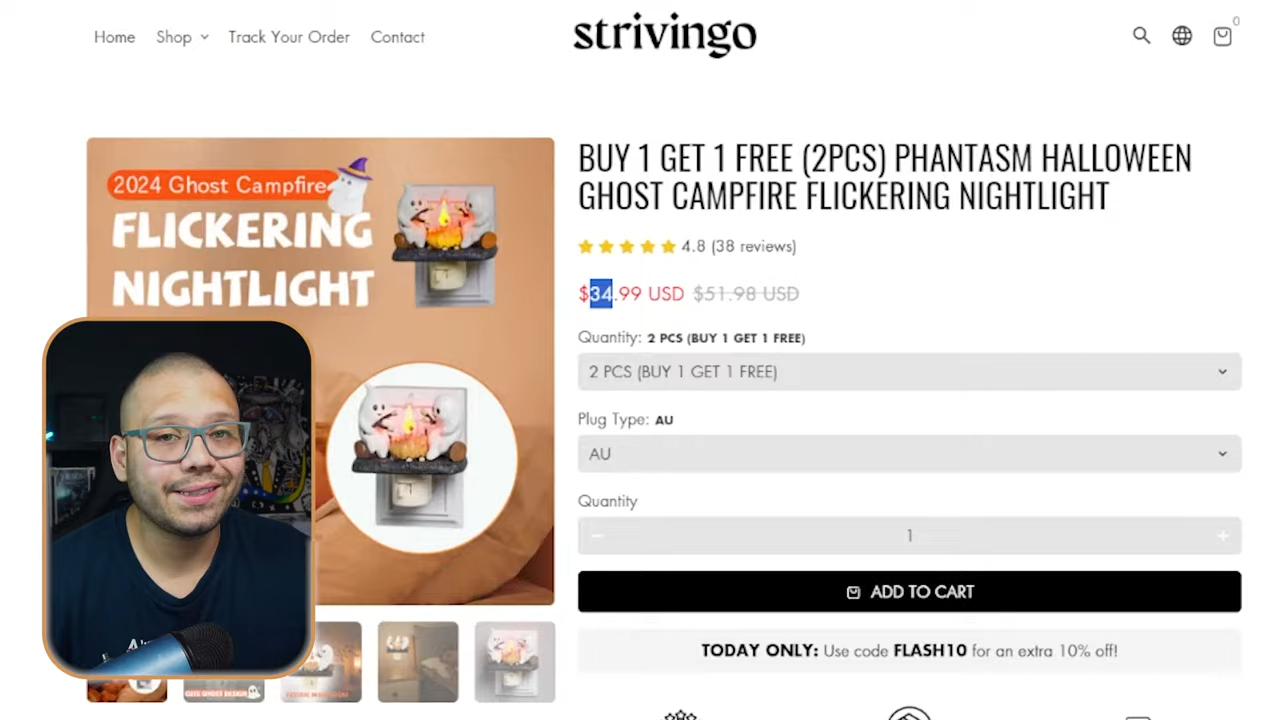 Home
Shop
Track Your Order
Contact
strivingo
0
2024 Ghost Campfire
FLICKERING
NIGHTLIGHT
BUY 1 GET 1 FREE (2PCS) PHANTASM HALLOWEEN
GHOST CAMPFIRE FLICKERING NIGHTLIGHT
4.8 (38 reviews)
$34.99 USD $51.98 USD
Quantity: 2 PCS (BUY 1 GET 1 FREE)
2 PCS (BUY 1 GET 1 FREE)
Plug Type: AU
AU
Quantity
− 1 +
ADD TO CART
TODAY ONLY: Use code FLASH10 for an extra 10% off!
CUTE GHOST DESIGN